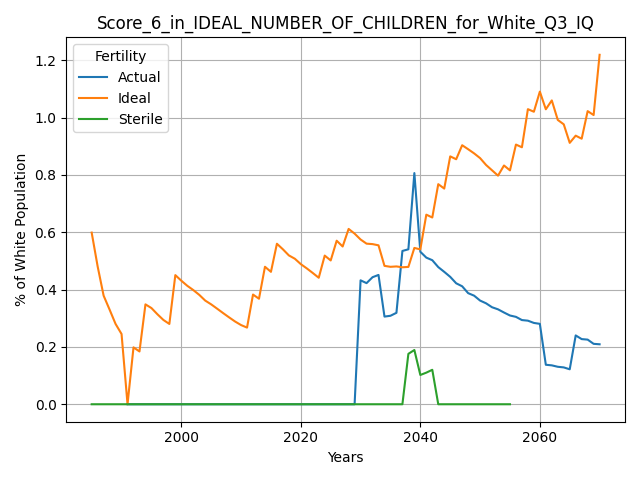 Score_6_in_IDEAL_NUMBER_OF_CHILDREN_for_White_Q3_IQ
Fertility
Actual
Ideal
Sterile
% of White Population
1.2
1.0
0.8
0.6
0.4
0.2
0.0
2000 2020 2040 2060
Years